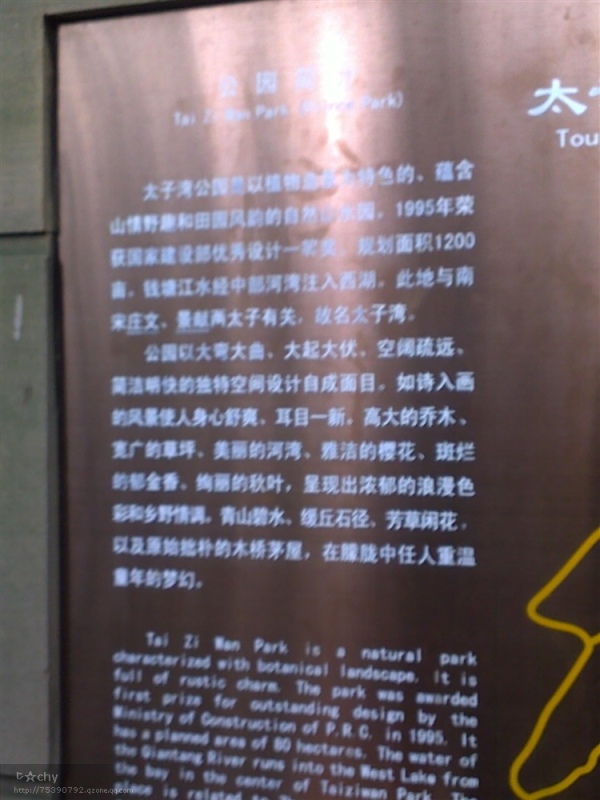 公园简介
Tai Zi Wan Park (Free Park)
太子湾公园是以植物造景为特色的、蕴含
山情野趣和田园风韵的自然山水园。1995年荣
获国家建设部优秀设计一等奖。规划面积1200
亩。钱塘江水经中部河湾注入西湖。此地与南
宋庄文、景献两太子有关，故名太子湾。
公园以大弯大曲、大起大伏、空阔疏远、
简洁明快的独特空间设计自成面目。如诗入画
的风景使人身心舒爽、耳目一新。高大的乔木、
宽广的草坪、美丽的河湾、雅洁的樱花、斑烂
的郁金香、绚丽的秋叶，呈现出浓郁的浪漫色
彩和乡野情调。青山碧水、缓丘石径、芳草闲花，
以及原始拙朴的木桥茅屋，在朦胧中任人重温
童年的梦幻。
Tai Zi Wan Park is a natural park
characterized with botanical landscape. It is
full of rustic charm. The park was awarded
first prize for outstanding design by the
Ministry of Construction of P.R.C. in 1995. It
has a planned area of 80 hectares. The water of
the Qiantang River runs into the West Lake from
the bay in the center of Taiziwan Park. The
place is related to
太
Tou
☆chy
http://75390792.qzone.qq.com